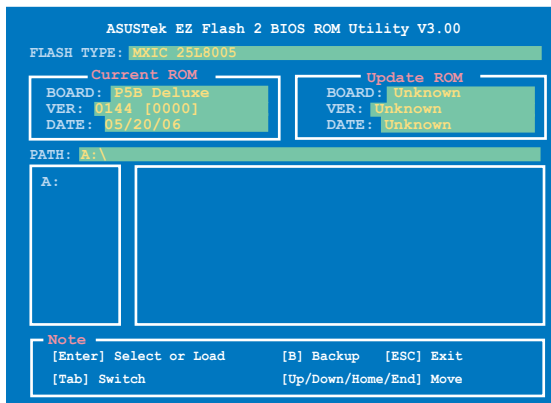 ASUSTek EZ Flash 2 BIOS ROM Utility V3.00
FLASH TYPE: MXIC 25L8005
Current ROM
BOARD: P5B Deluxe
VER: 0144 [0000]
DATE: 05/20/06
Update ROM
BOARD: Unknown
VER: Unknown
DATE: Unknown
PATH: A:\
A:
Note
[Enter] Select or Load [B] Backup [ESC] Exit
[Tab] Switch [Up/Down/Home/End] Move